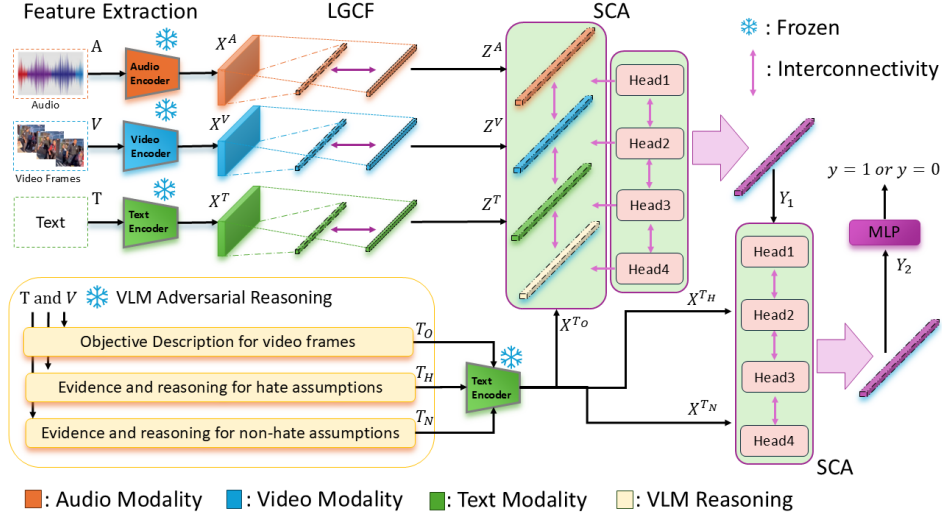 Feature Extraction
LGCF
SCA
A
Audio Encoder
X^A
Z^A
Audio
V
Video Encoder
X^V
Z^V
Video Frames
T
Text
Text Encoder
X^T
Z^T
Head1
Head2
Head3
Head4
: Frozen
: Interconnectivity
Y_1
y = 1 or y = 0
MLP
Y_2
Head1
Head2
Head3
Head4
SCA
T and V
VLM Adversarial Reasoning
Objective Description for video frames
T_O
Evidence and reasoning for hate assumptions
T_H
Evidence and reasoning for non-hate assumptions
T_N
Text Encoder
X^{T_O}
X^{T_H}
X^{T_N}
: Audio Modality
: Video Modality
: Text Modality
: VLM Reasoning